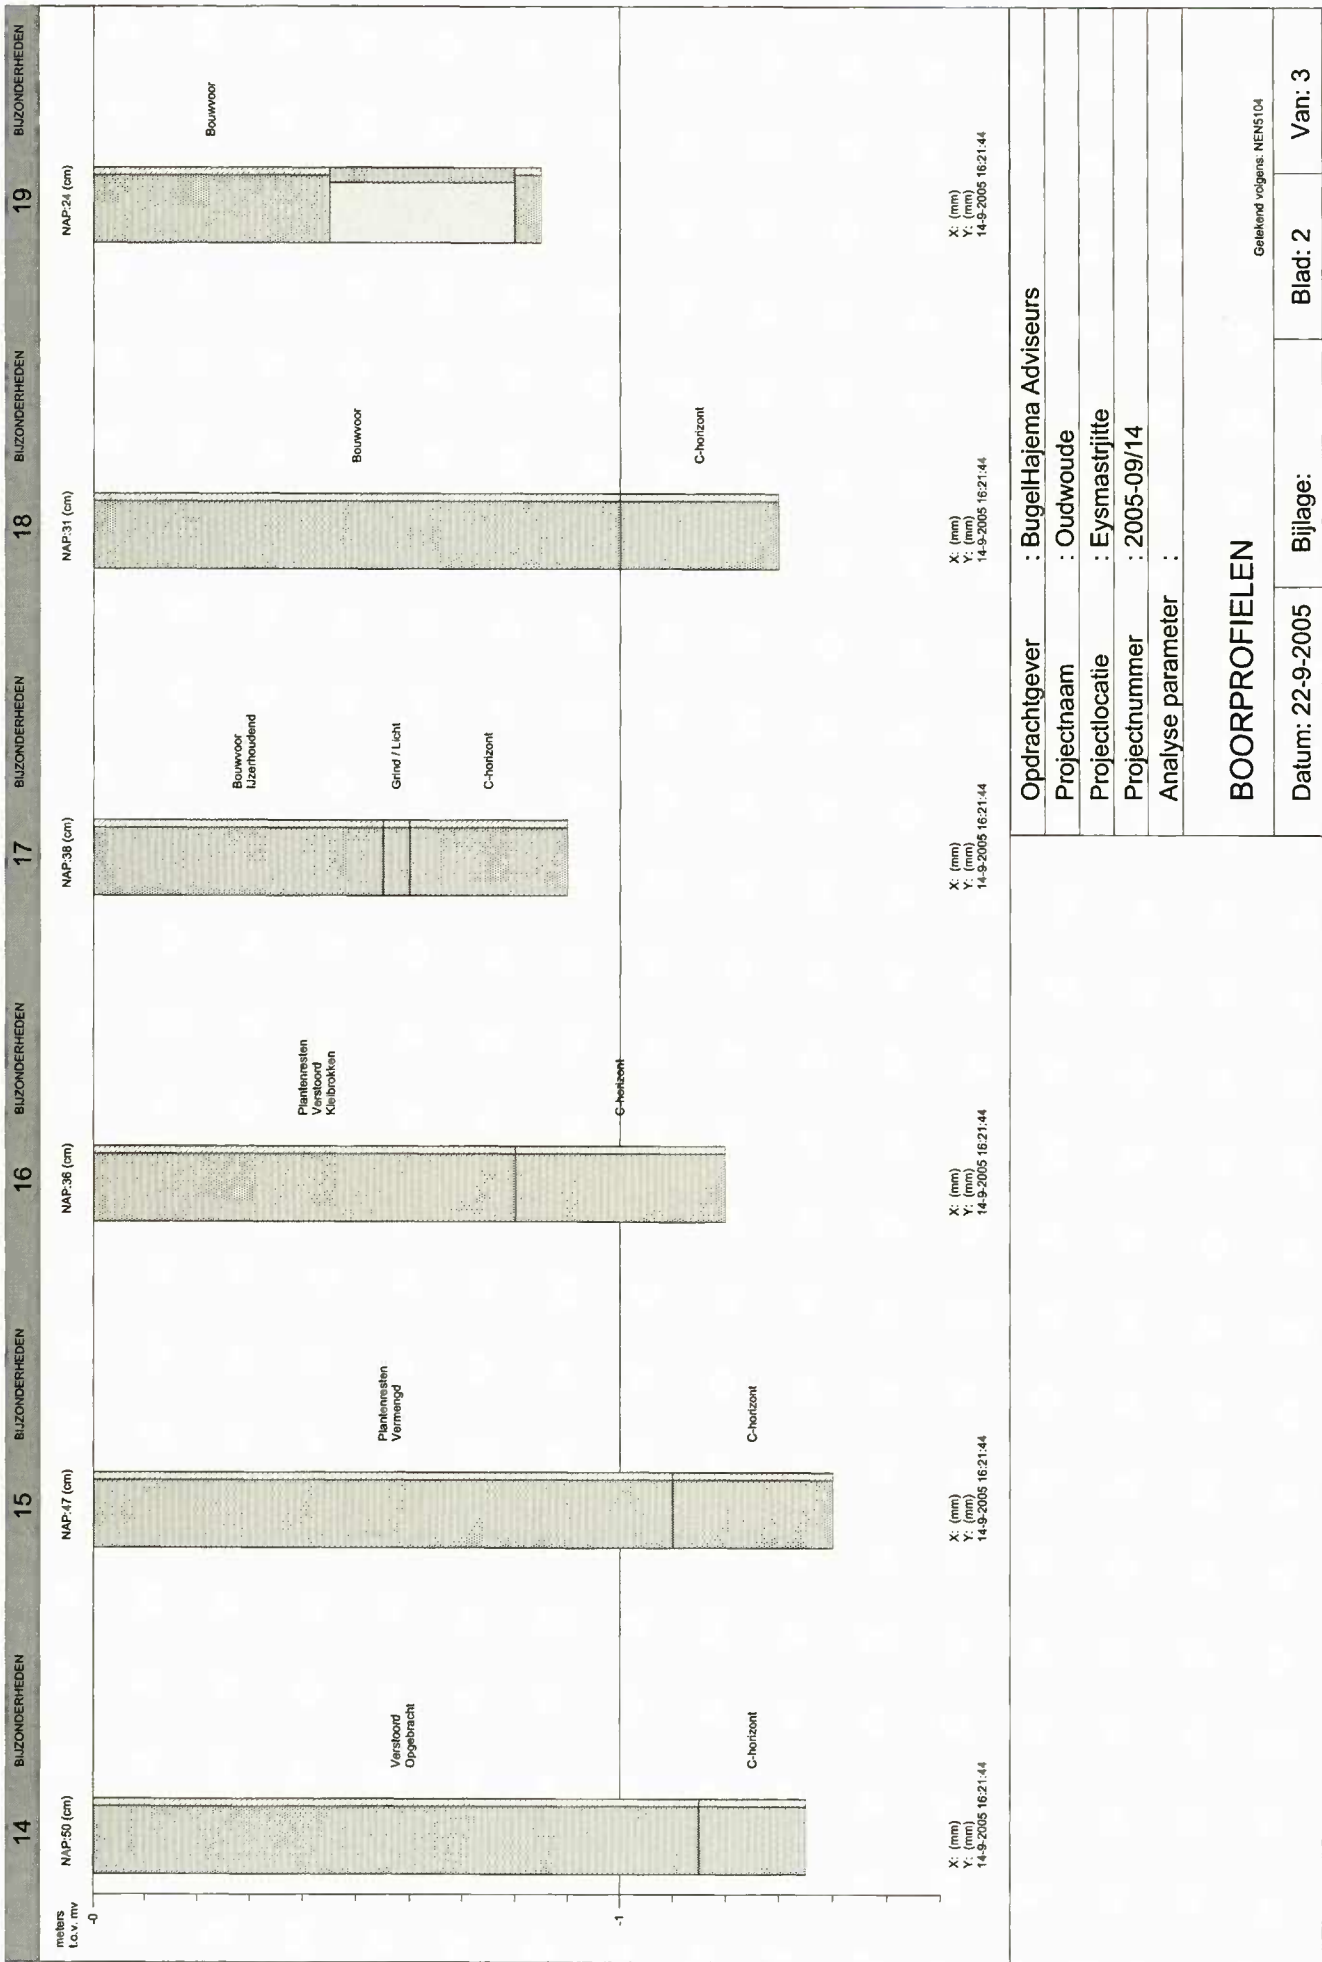 14 BIJZONDERHEDEN 15 BIJZONDERHEDEN 16 BIJZONDERHEDEN 17 BIJZONDERHEDEN 18 BIJZONDERHEDEN 19 BIJZONDERHEDEN
meters
t.o.v. mv
-0
-1
NAP:50 (cm)
Verstoord
Opgebracht
C-horizont
X: (mm)
Y: (mm)
14-9-2005 16:21:44
NAP:47 (cm)
Plantenresten
Vermengd
C-horizont
X: (mm)
Y: (mm)
14-9-2005 16:21:44
NAP:36 (cm)
Plantenresten
Verstoord
Kleibrokken
C-horizont
X: (mm)
Y: (mm)
14-9-2005 16:21:44
NAP:38 (cm)
Bouwvoor
IJzerhoudend
Grind / Licht
C-horizont
X: (mm)
Y: (mm)
14-9-2005 16:21:44
NAP:31 (cm)
Bouwvoor
C-horizont
X: (mm)
Y: (mm)
14-9-2005 16:21:44
NAP:24 (cm)
Bouwvoor
X: (mm)
Y: (mm)
14-9-2005 16:21:44
Opdrachtgever : BugelHajema Adviseurs
Projectnaam : Oudwoude
Projectlocatie : Eysmastrjitte
Projectnummer : 2005-09/14
Analyse parameter :
BOORPROFIELEN
Getekend volgens: NEN5104
Datum: 22-9-2005 Bijlage: Blad: 2 Van: 3